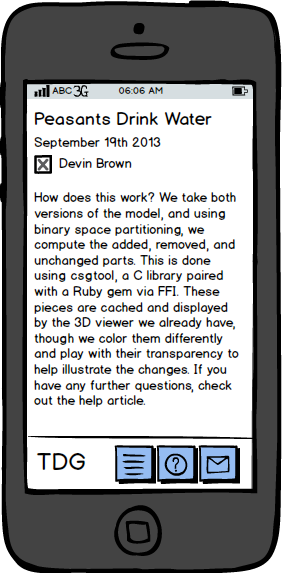 ABC 3G 06:06 AM
Peasants Drink Water
September 19th 2013
Devin Brown
How does this work? We take both
versions of the model, and using
binary space partitioning, we
compute the added, removed, and
unchanged parts. This is done
using csgtool, a C library paired
with a Ruby gem via FFI. These
pieces are cached and displayed
by the 3D viewer we already have,
though we color them differently
and play with their transparency to
help illustrate the changes. If you
have any further questions, check
out the help article.
TDG ?